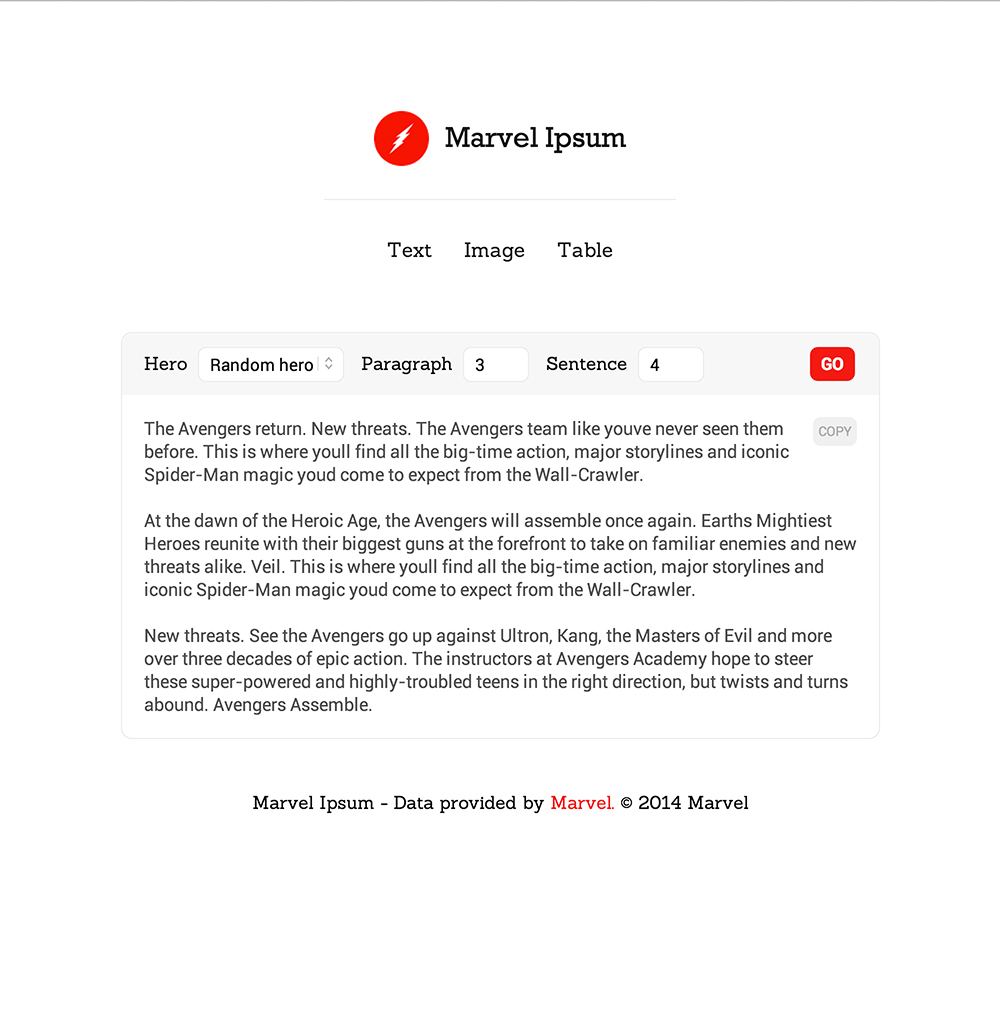 Marvel Ipsum
Text Image Table
Hero Random hero Paragraph 3 Sentence 4 GO
The Avengers return. New threats. The Avengers team like youve never seen them
COPY
before. This is where youll find all the big-time action, major storylines and iconic
Spider-Man magic youd come to expect from the Wall-Crawler.
At the dawn of the Heroic Age, the Avengers will assemble once again. Earths Mightiest
Heroes reunite with their biggest guns at the forefront to take on familiar enemies and new
threats alike. Veil. This is where youll find all the big-time action, major storylines and
iconic Spider-Man magic youd come to expect from the Wall-Crawler.
New threats. See the Avengers go up against Ultron, Kang, the Masters of Evil and more
over three decades of epic action. The instructors at Avengers Academy hope to steer
these super-powered and highly-troubled teens in the right direction, but twists and turns
abound. Avengers Assemble.
Marvel Ipsum - Data provided by Marvel. © 2014 Marvel